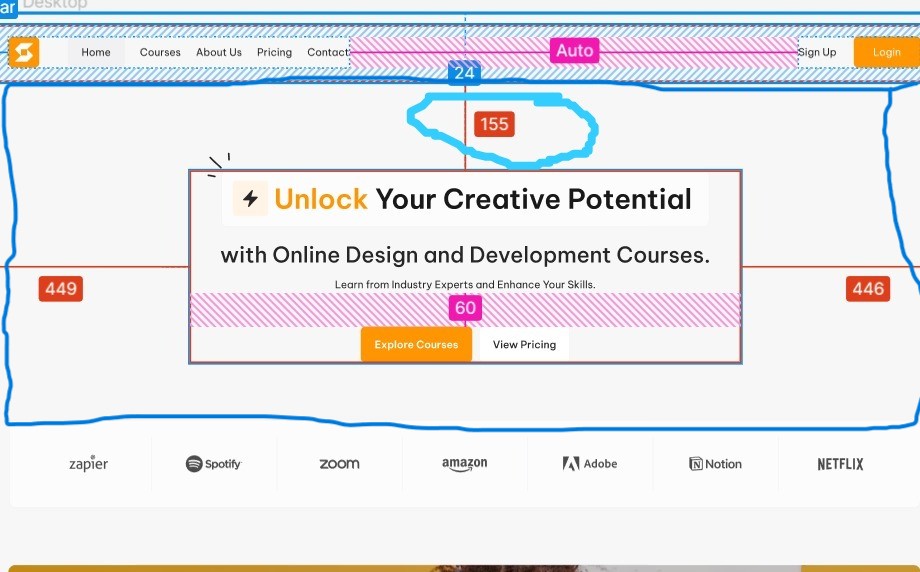 ar Desktop
Home Courses About Us Pricing Contact Auto Sign Up Login
24
155
Unlock Your Creative Potential
with Online Design and Development Courses.
449 Learn from Industry Experts and Enhance Your Skills. 446
60
Explore Courses View Pricing
zapier Spotify zoom amazon Adobe Notion NETFLIX